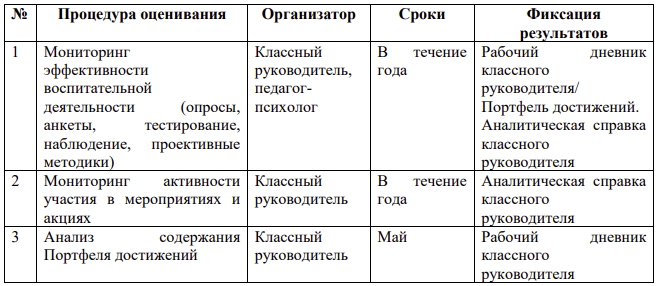 № Процедура оценивания Организатор Сроки Фиксация
результатов
1 Мониторинг
эффективности
воспитательной
деятельности (опросы,
анкеты, тестирование,
наблюдение, проективные
методики)
Классный
руководитель,
педагог-
психолог
В течение
года
Рабочий дневник
классного
руководителя/
Портфель достижений.
Аналитическая справка
классного
руководителя
2 Мониторинг активности
участия в мероприятиях и
акциях
Классный
руководитель
В течение
года
Аналитическая справка
классного
руководителя
3 Анализ содержания
Портфеля достижений
Классный
руководитель
Май
Рабочий дневник
классного
руководителя